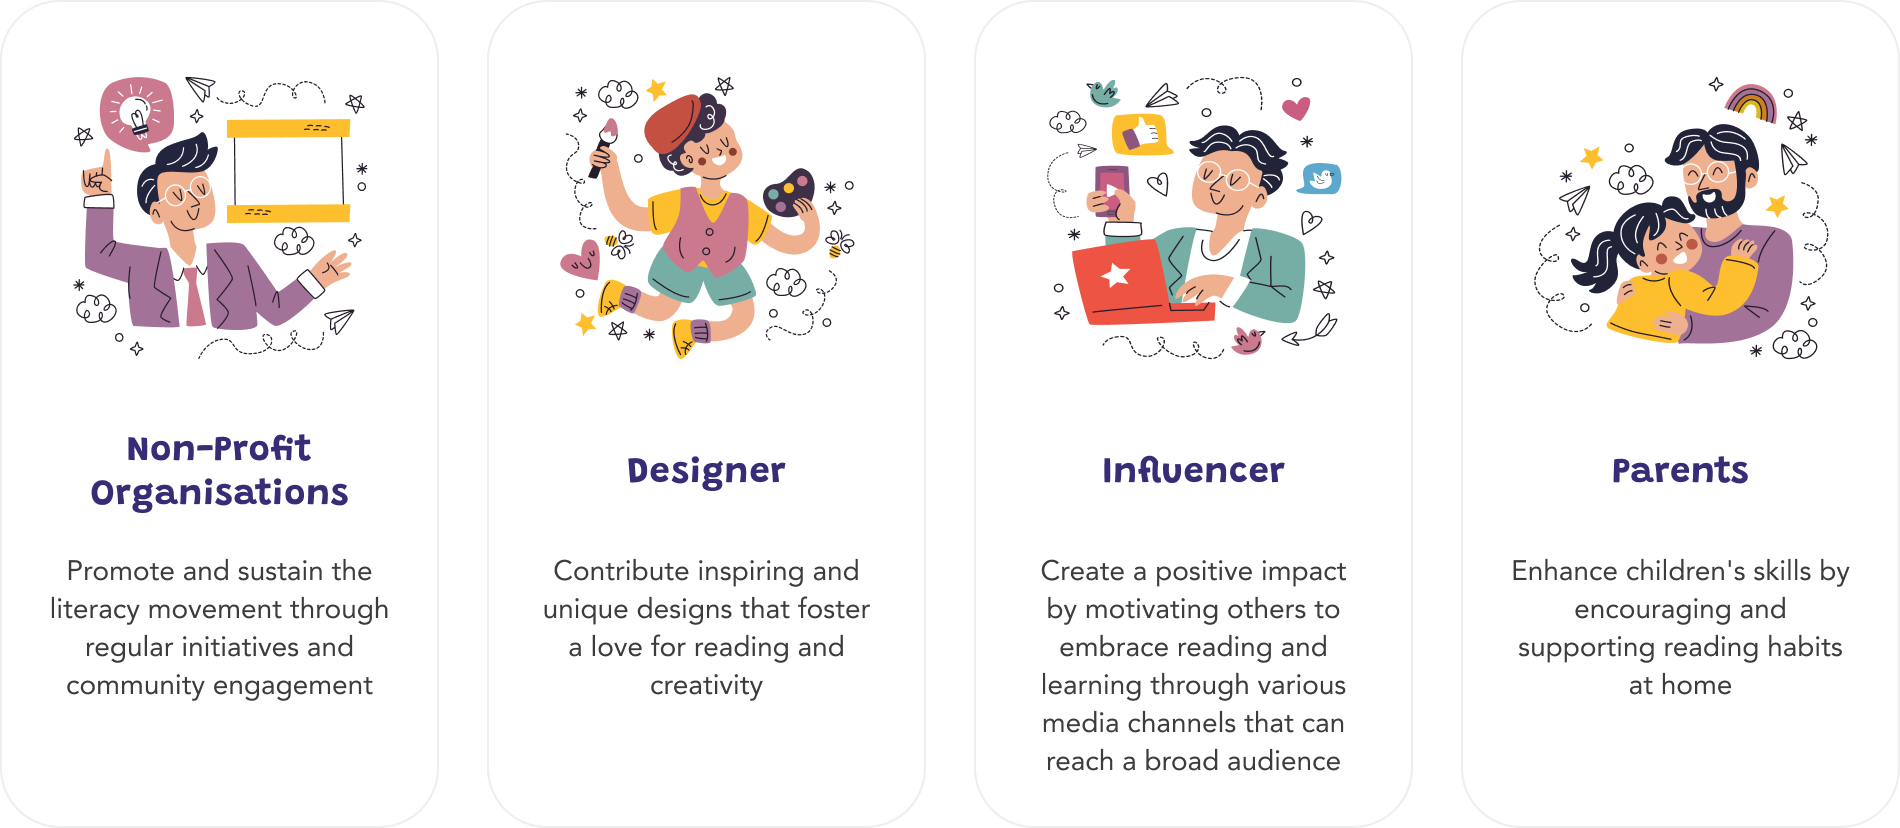 Non-Profit
Organisations
Promote and sustain the
literacy movement through
regular initiatives and
community engagement
Designer
Contribute inspiring and
unique designs that foster
a love for reading and
creativity
Influencer
Create a positive impact
by motivating others to
embrace reading and
learning through various
media channels that can
reach a broad audience
Parents
Enhance children's skills by
encouraging and
supporting reading habits
at home